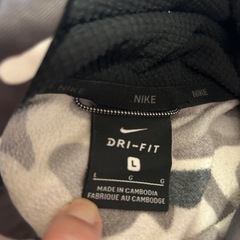 NIKE
NIKE
DRI-FIT
L
E G G
MADE IN CAMBODIA
FABRIQUE AU CAMBODGE